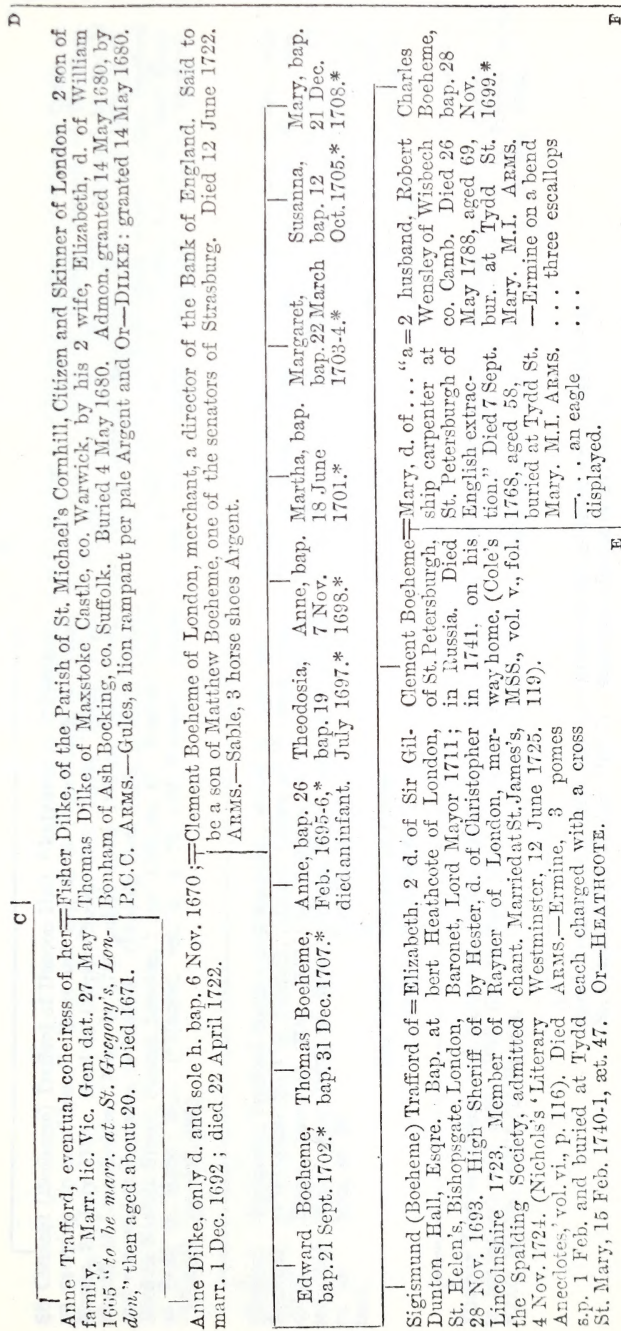 C
D
Anne Trafford, eventual coheiress of her=
family. Marr. lic. Vic. Gen. dat. 27 May
1665 "to be marr. at St. Gregory's, Lon-
don," then aged about 20. Died 1671.
Fisher Dilke, of the Parish of St. Michael's Cornhill, Citizen and Skinner of London. 2 son of
Thomas Dilke of Maxstoke Castle, co. Warwick, by his 2 wife, Elizabeth, d. of William
Bonham of Ash Bocking, co. Suffolk. Buried 4 May 1680. Admon. granted 14 May 1680, by
P.C.C. ARMS.—Gules, a lion rampant per pale Argent and Or—DILKE: granted 14 May 1680.
Anne Dilke, only d. and sole h. bap. 6 Nov. 1670;=
marr. 1 Dec. 1692; died 22 April 1722.
Clement Boeheme of London, merchant, a director of the Bank of England. Said to
be a son of Matthew Boeheme, one of the senators of Strasburg. Died 12 June 1722.
ARMS.—Sable, 3 horse shoes Argent.
Edward Boeheme,
bap. 21 Sept. 1702.*
Thomas Boeheme,
bap. 31 Dec. 1707.*
Anne, bap. 26
Feb. 1695-6,*
died an infant.
Theodosia,
bap. 19
July 1697.*
Anne, bap.
7 Nov.
1698.*
Martha, bap.
18 June
1701.*
Margaret,
bap. 22 March
1703-4.*
Susanna,
bap. 12
Oct. 1705.*
Mary, bap.
21 Dec.
1708.*
Sigismund (Boeheme) Trafford of=
Dunton Hall, Esqre. Bap. at
St. Helen's, Bishopsgate, London,
28 Nov. 1693. High Sheriff of
Lincolnshire 1723. Member of
the Spalding Society, admitted
4 Nov. 1724. (Nichols's 'Literary
Anecdotes,' vol. vi., p. 116). Died
s.p. 1 Feb. and buried at Tydd
St. Mary, 15 Feb. 1740-1, æt. 47.
Elizabeth, 2 d. of Sir Gil-
bert Heathcote of London,
Baronet, Lord Mayor 1711;
by Hester, d. of Christopher
Rayner of London, mer-
chant. Married at St. James's,
Westminster, 12 June 1725.
ARMS.—Ermine, 3 pomes
each charged with a cross
Or—HEATHCOTE.
Clement Boeheme=
of St. Petersburgh,
in Russia. Died
in 1741, on his
way home. (Cole's
MSS., vol. v., fol.
119).
Mary, d. of ... "a=
ship carpenter at
St. Petersburgh of
English extrac-
tion." Died 7 Sept.
1768, aged 58,
buried at Tydd St.
Mary. M.I. ARMS.
—. . . an eagle
displayed.
2 husband, Robert
Wensley of Wisbech
co. Camb. Died 26
May 1788, aged 69,
bur. at Tydd St.
Mary. M.I. ARMS.
—Ermine on a bend
. . . three escallops
. . . .
Charles
Boeheme,
bap. 28
Nov.
1699.*
E
F